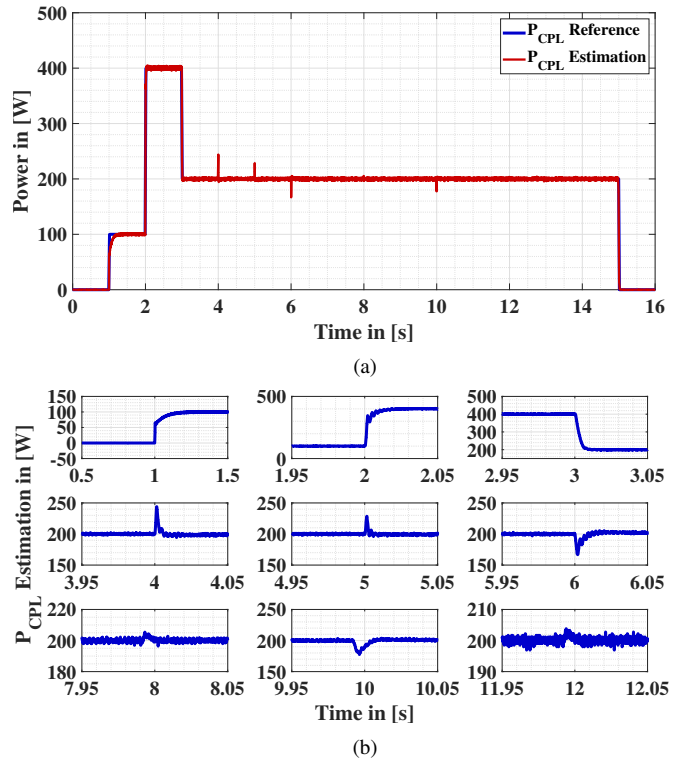 500
400
300
200
100
0
Power in [W]
P_CPL Reference
P_CPL Estimation
0 2 4 6 8 10 12 14 16
Time in [s]
(a)
P_CPL Estimation in [W]
150
100
50
0
-50
0.5 1 1.5
500
0
1.95 2 2.05
500
400
300
200
2.95 3 3.05
250
200
150
3.95 4 4.05
250
200
150
4.95 5 5.05
250
200
150
5.95 6 6.05
220
200
180
7.95 8 8.05
250
200
150
9.95 10 10.05
210
200
190
11.95 12 12.05
Time in [s]
(b)